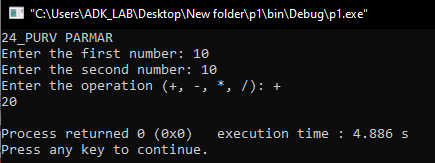 "C:\Users\ADK_LAB\Desktop\New folder\p1\bin\Debug\p1.exe"
24_PURV PARMAR
Enter the first number: 10
Enter the second number: 10
Enter the operation (+, -, *, /): +
20
Process returned 0 (0x0)   execution time : 4.886 s
Press any key to continue.